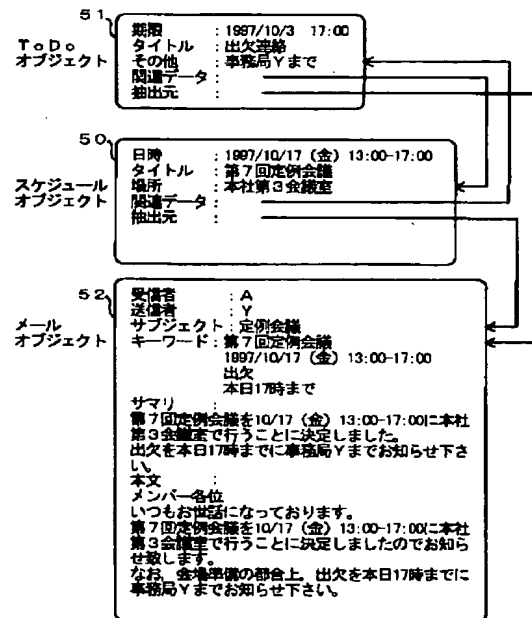 51
ToDo
オブジェクト
期限 : 1997/10/3 17:00
タイトル : 出欠連絡
その他 : 事務局Yまで
関連データ :
抽出元 :
50
スケジュール
オブジェクト
日時 : 1997/10/17 (金) 13:00-17:00
タイトル : 第7回定例会議
場所 : 本社第3会議室
関連データ :
抽出元 :
52
メール
オブジェクト
受信者 : A
送信者 : Y
サブジェクト : 定例会議
キーワード : 第7回定例会議
1997/10/17 (金) 13:00-17:00
出欠
本日17時まで
サマリ :
第7回定例会議を10/17 (金) 13:00-17:00に本社
第3会議室で行うことに決定しました。
出欠を本日17時までに事務局Yまでお知らせ下さ
い。
本文 :
メンバー各位
いつもお世話になっております。
第7回定例会議を10/17 (金) 13:00-17:00に本社
第3会議室で行うことに決定しましたのでお知ら
せ致します。
なお、会場準備の都合上、出欠を本日17時までに
事務局Yまでお知らせ下さい。